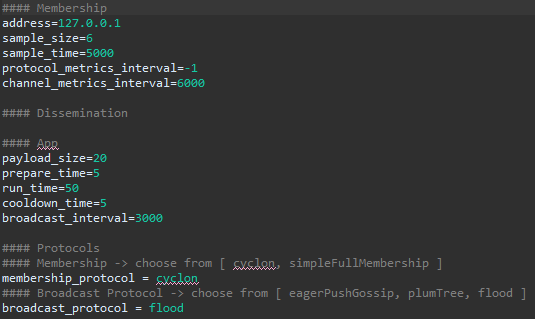 #### Membership
address=127.0.0.1
sample_size=6
sample_time=5000
protocol_metrics_interval=-1
channel_metrics_interval=6000
#### Dissemination
#### App
payload_size=20
prepare_time=5
run_time=50
cooldown_time=5
broadcast_interval=3000
#### Protocols
#### Membership -> choose from [ cyclon, simpleFullMembership ]
membership_protocol = cyclon
#### Broadcast Protocol -> choose from [ eagerPushGossip, plumTree, flood ]
broadcast_protocol = flood